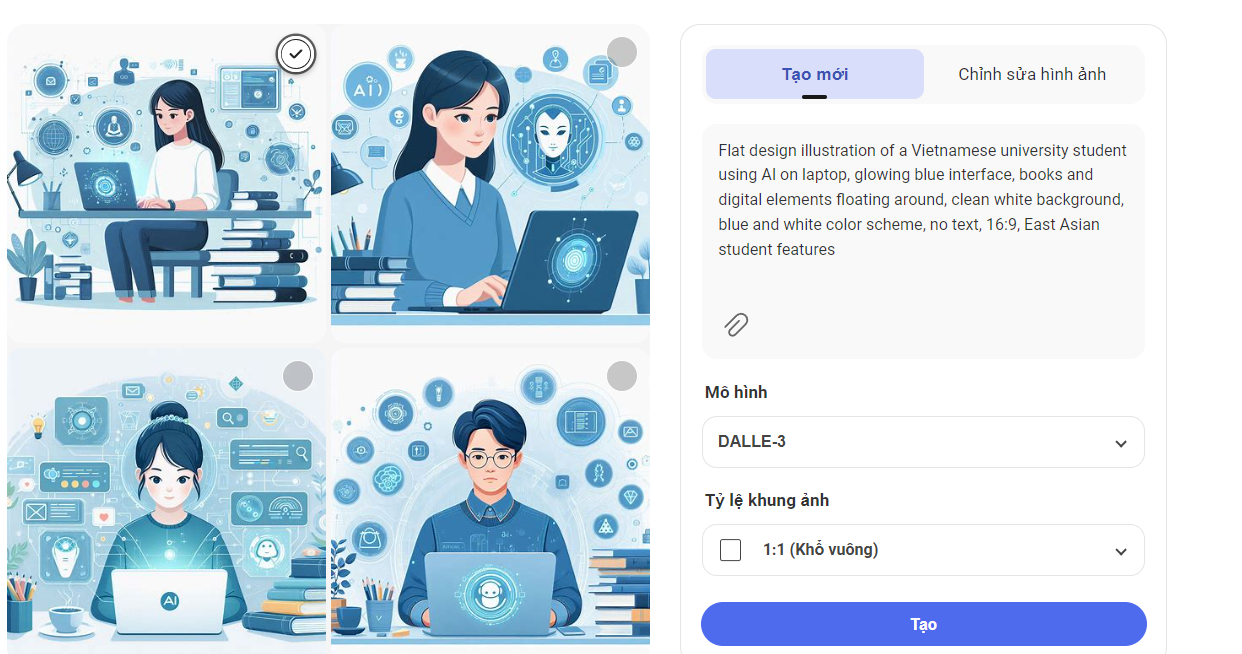 AI)
AI
Tạo mới
Chỉnh sửa hình ảnh
Flat design illustration of a Vietnamese university student
using AI on laptop, glowing blue interface, books and
digital elements floating around, clean white background,
blue and white color scheme, no text, 16:9, East Asian
student features
Mô hình
DALLE-3
Tỷ lệ khung ảnh
1:1 (Khổ vuông)
Tạo